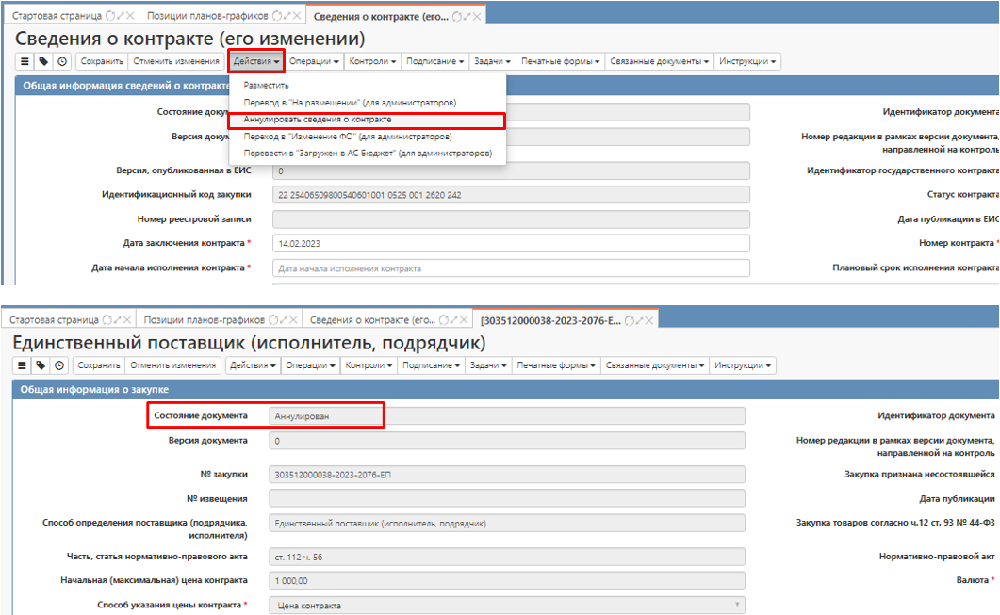 Стартовая страница Позиции планов-графиков Сведения о контракте (его...
Сведения о контракте (его изменении)
Сохранить Отменить изменения Действия Операции Контроли Подписание Задачи Печатные формы Связанные документы Инструкции
Общая информация сведений о контракте
Разместить
Перевод в "На размещении" (для администраторов)
Аннулировать сведения о контракте
Переход в "Изменение ФО" (для администраторов)
Перевести в "Загружен в АС Бюджет" (для администраторов)
Состояние докум Идентификатор документа
Версия докум Номер редакции в рамках версии документа,
направленной на контроль
Версия, опубликованная в ЕИС 0 Идентификатор государственного контракта
Идентификационный код закупки 22 25406509800540601001 0525 001 2620 242 Статус контракта
Номер реестровой записи Дата публикации в ЕИС
Дата заключения контракта * 14.02.2023 Номер контракта *
Дата начала исполнения контракта * Дата начала исполнения контракта Плановый срок исполнения контракта
Стартовая страница Позиции планов-графиков Сведения о контракте (его... [303512000038-2023-2076-Е...
Единственный поставщик (исполнитель, подрядчик)
Сохранить Отменить изменения Действия Операции Контроли Подписание Задачи Печатные формы Связанные документы Инструкции
Общая информация о закупке
Состояние документа Аннулирован Идентификатор документа
Версия документа 0 Номер редакции в рамках версии документа,
направленной на контроль
№ закупки 303512000038-2023-2076-ЕП Закупка признана несостоявшейся
№ извещения Дата публикации
Способ определения поставщика (подрядчика,
исполнителя) Единственный поставщик (исполнитель, подрядчик) Закупка товаров согласно ч.12 ст. 93 № 44-ФЗ
Часть, статья нормативно-правового акта ст. 112 ч. 56 Нормативно-правовой акт
Начальная (максимальная) цена контракта 1 000,00 Валюта *
Способ указания цены контракта * Цена контракта